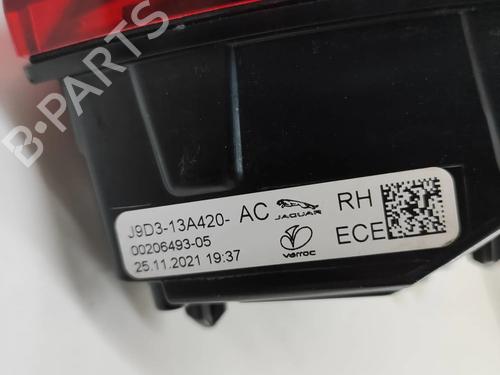 B-PARTS
J9D3-13A420- AC JAGUAR RH
00206493-05 varroc ECE
25.11.2021 19:37